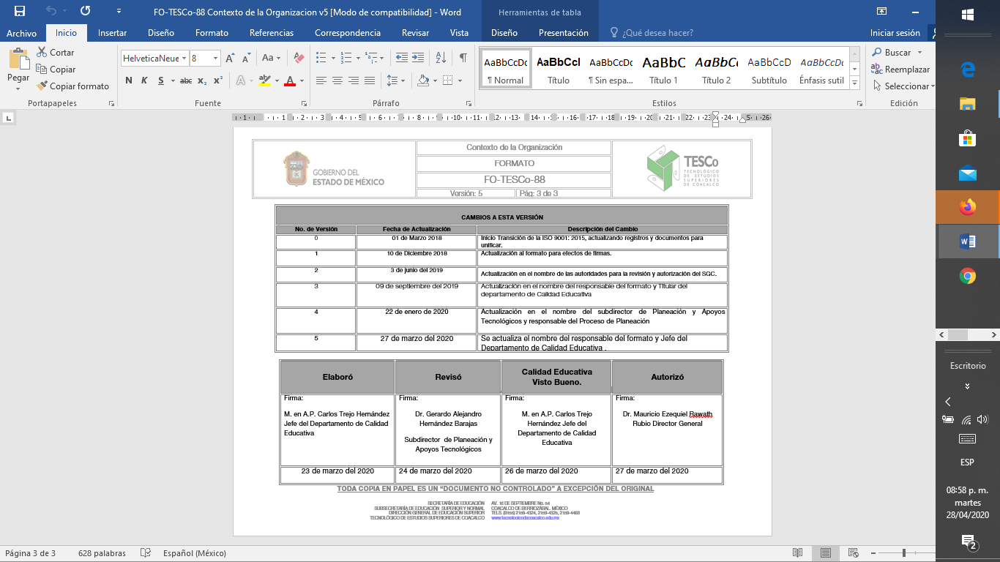 FO-TESCo-88 Contexto de la Organizacion v5 [Modo de compatibilidad] - Word
Herramientas de tabla
Archivo Inicio Insertar Diseño Formato Referencias Correspondencia Revisar Vista Diseño Presentación ¿Qué desea hacer? Iniciar sesión
Pegar
Cortar
Copiar
Copiar formato
Portapapeles
HelveticaNeue 8
Fuente
Párrafo
AaBbCcDc AaBbCcI AaBbCcDc AaBbC AaBbCc AaBbCcD AaBbCcDc
¶ Normal Título ¶ Sin espa... Título 1 Título 2 Subtítulo Énfasis sutil
Estilos
Buscar
Reemplazar
Seleccionar
Edición
GOBIERNO DEL
ESTADO DE MÉXICO
Contexto de la Organización
FORMATO
FO-TESCo-88
Versión: 5 Pág: 3 de 3
TESCo
TECNOLÓGICO
DE ESTUDIOS
SUPERIORES
DE COACALCO
CAMBIOS A ESTA VERSIÓN
No. de Versión Fecha de Actualización Descripción del Cambio
0 01 de Marzo 2018 Inicio Transición de la ISO 9001: 2015, actualizando registros y documentos para
unificar.
1 10 de Diciembre 2018 Actualización al formato para efectos de firmas.
2 3 de junio del 2019 Actualización en el nombre de las autoridades para la revisión y autorización del SGC.
3 09 de septiembre del 2019 Actualización en el nombre del responsable del formato y Titular del
departamento de Calidad Educativa
4 22 de enero de 2020 Actualización en el nombre del subdirector de Planeación y Apoyos
Tecnológicos y responsable del Proceso de Planeación
5 27 de marzo del 2020 Se actualiza el nombre del responsable del formato y Jefe del
Departamento de Calidad Educativa .
Elaboró Revisó Calidad Educativa
Visto Bueno. Autorizó
Firma:
M. en A.P. Carlos Trejo Hernández
Jefe del Departamento de Calidad
Educativa
Firma:
Dr. Gerardo Alejandro
Hernández Barajas
Subdirector de Planeación y
Apoyos Tecnológicos
Firma:
M. en A.P. Carlos Trejo
Hernández Jefe del
Departamento de Calidad
Educativa
Firma:
Dr. Mauricio Ezequiel Rawath
Rubio Director General
23 de marzo del 2020 24 de marzo del 2020 26 de marzo del 2020 27 de marzo del 2020
TODA COPIA EN PAPEL ES UN “DOCUMENTO NO CONTROLADO” A EXCEPCIÓN DEL ORIGINAL
SECRETARÍA DE EDUCACIÓN
SUBSECRETARÍA DE EDUCACIÓN SUPERIOR Y NORMAL
DIRECCIÓN GENERAL DE EDUCACIÓN SUPERIOR
TECNOLÓGICO DE ESTUDIOS SUPERIORES DE COACALCO
AV. 16 DE SEPTIEMBRE No. 54
COACALCO DE BERRIOZÁBAL. MÉXICO
TELS. (0155) 2159-4324, 2159-4325, 2159-4468
www.tecnologicodecoacalco.edu.mx
Página 3 de 3 628 palabras Español (México)
Escritorio
ESP
08:58 p. m.
martes
28/04/2020
2